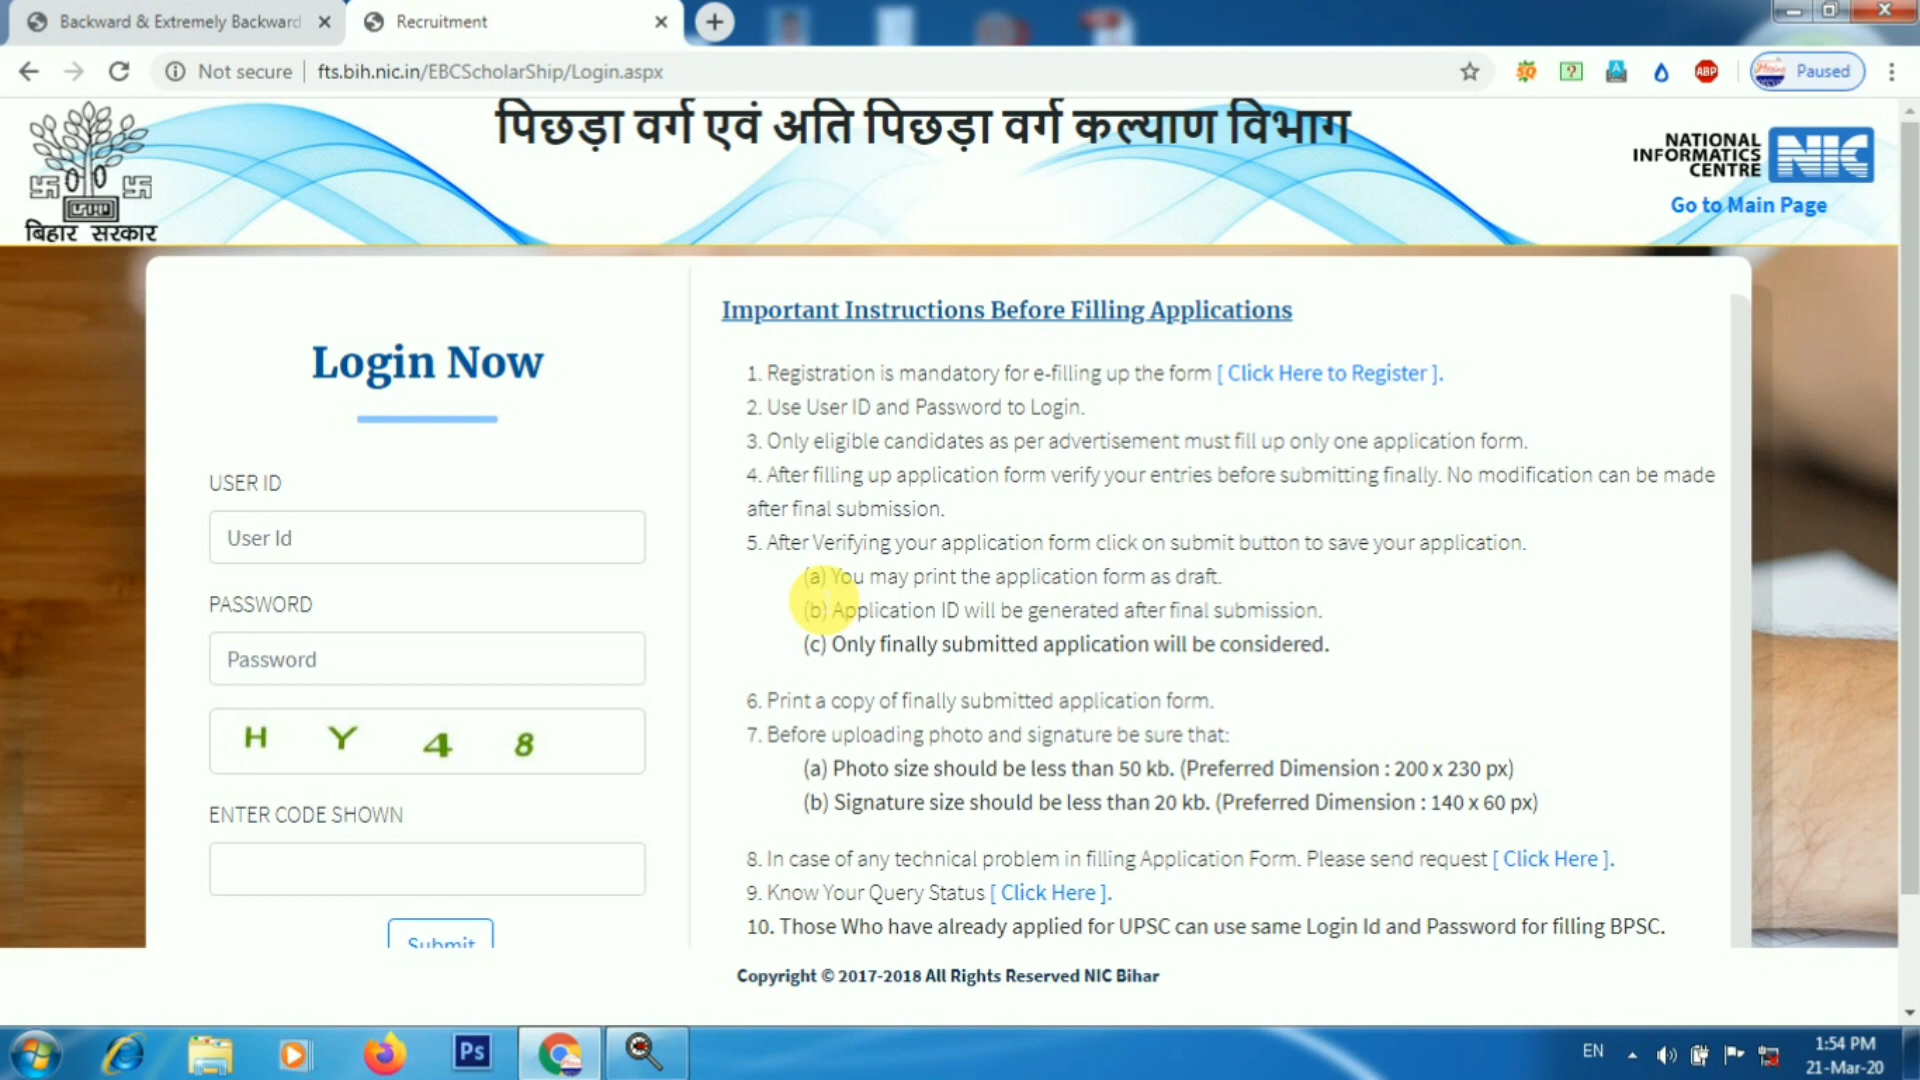 Backward & Extremely Backward
Recruitment
Not secure
fts.bih.nic.in/EBCScholarShip/Login.aspx
Paused
ABP
पिछड़ा वर्ग एवं अति पिछड़ा वर्ग कल्याण विभाग
बिहार सरकार
NATIONAL
INFORMATICS
CENTRE
NIC
Go to Main Page
Login Now
USER ID
User Id
PASSWORD
Password
H Y 4 8
ENTER CODE SHOWN
Submit
Important Instructions Before Filling Applications
1. Registration is mandatory for e-filling up the form [ Click Here to Register ].
2. Use User ID and Password to Login.
3. Only eligible candidates as per advertisement must fill up only one application form.
4. After filling up application form verify your entries before submitting finally. No modification can be made
after final submission.
5. After Verifying your application form click on submit button to save your application.
(a) You may print the application form as draft.
(b) Application ID will be generated after final submission.
(c) Only finally submitted application will be considered.
6. Print a copy of finally submitted application form.
7. Before uploading photo and signature be sure that:
(a) Photo size should be less than 50 kb. (Preferred Dimension : 200 x 230 px)
(b) Signature size should be less than 20 kb. (Preferred Dimension : 140 x 60 px)
8. In case of any technical problem in filling Application Form. Please send request [ Click Here ].
9. Know Your Query Status [ Click Here ].
10. Those Who have already applied for UPSC can use same Login Id and Password for filling BPSC.
Copyright © 2017-2018 All Rights Reserved NIC Bihar
Ps
EN
1:54 PM
21-Mar-20